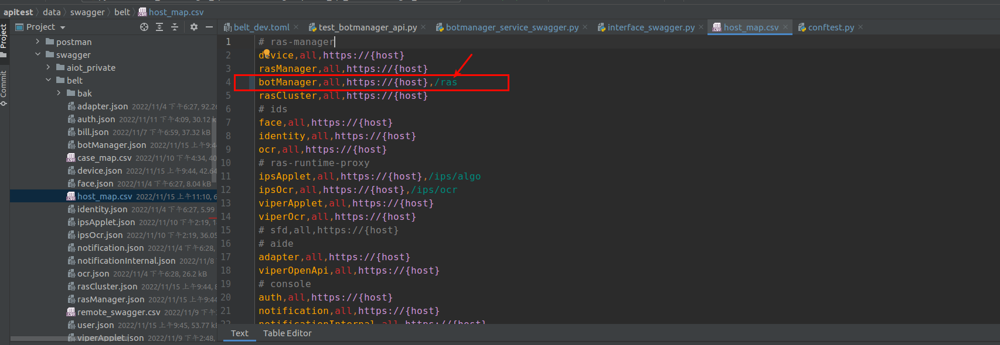 apitest data swagger belt host_map.csv
Project
belt_dev.toml test_botmanager_api.py botmanager_service_swagger.py interface_swagger.py host_map.csv conftest.py
Project
Commit
postman
swagger
aiot_private
belt
bak
adapter.json 2022/11/4 下午6:27, 92.26
auth.json 2022/11/11 下午4:09, 30.12 k
bill.json 2022/11/7 下午6:59, 37.32 kB
botManager.json 2022/11/15 上午9:4
case_map.csv 2022/11/10 下午4:34, 40
device.json 2022/11/15 上午9:44, 42.64
face.json 2022/11/4 下午6:27, 8.04 kB
host_map.csv 2022/11/15 上午11:10, 6
identity.json 2022/11/4 下午6:27, 5.99
ipsApplet.json 2022/11/10 下午2:19, 1
ipsOcr.json 2022/11/10 下午2:19, 36.05
notification.json 2022/11/4 下午6:28,
notificationInternal.json 2022/11/8
ocr.json 2022/11/4 下午6:28, 26.2 kB
rasCluster.json 2022/11/15 上午9:44, 8
rasManager.json 2022/11/15 上午9:44
remote_swagger.csv 2022/11/9 下午
user.json 2022/11/15 上午9:45, 53.77 k
viperApplet.json 2022/11/9 下午2:48,
1 # ras-manager
2 device,all,https://{host}
3 rasManager,all,https://{host}
4 botManager,all,https://{host},/ras
5 rasCluster,all,https://{host}
6 # ids
7 face,all,https://{host}
8 identity,all,https://{host}
9 ocr,all,https://{host}
10 # ras-runtime-proxy
11 ipsApplet,all,https://{host},/ips/algo
12 ipsOcr,all,https://{host},/ips/ocr
13 viperApplet,all,https://{host}
14 viperOcr,all,https://{host}
15 # sfd,all,https://{host}
16 # aide
17 adapter,all,https://{host}
18 viperOpenApi,all,https://{host}
19 # console
20 auth,all,https://{host}
21 notification,all,https://{host}
22 notificationInternal,all,https://{host}
Text Table Editor